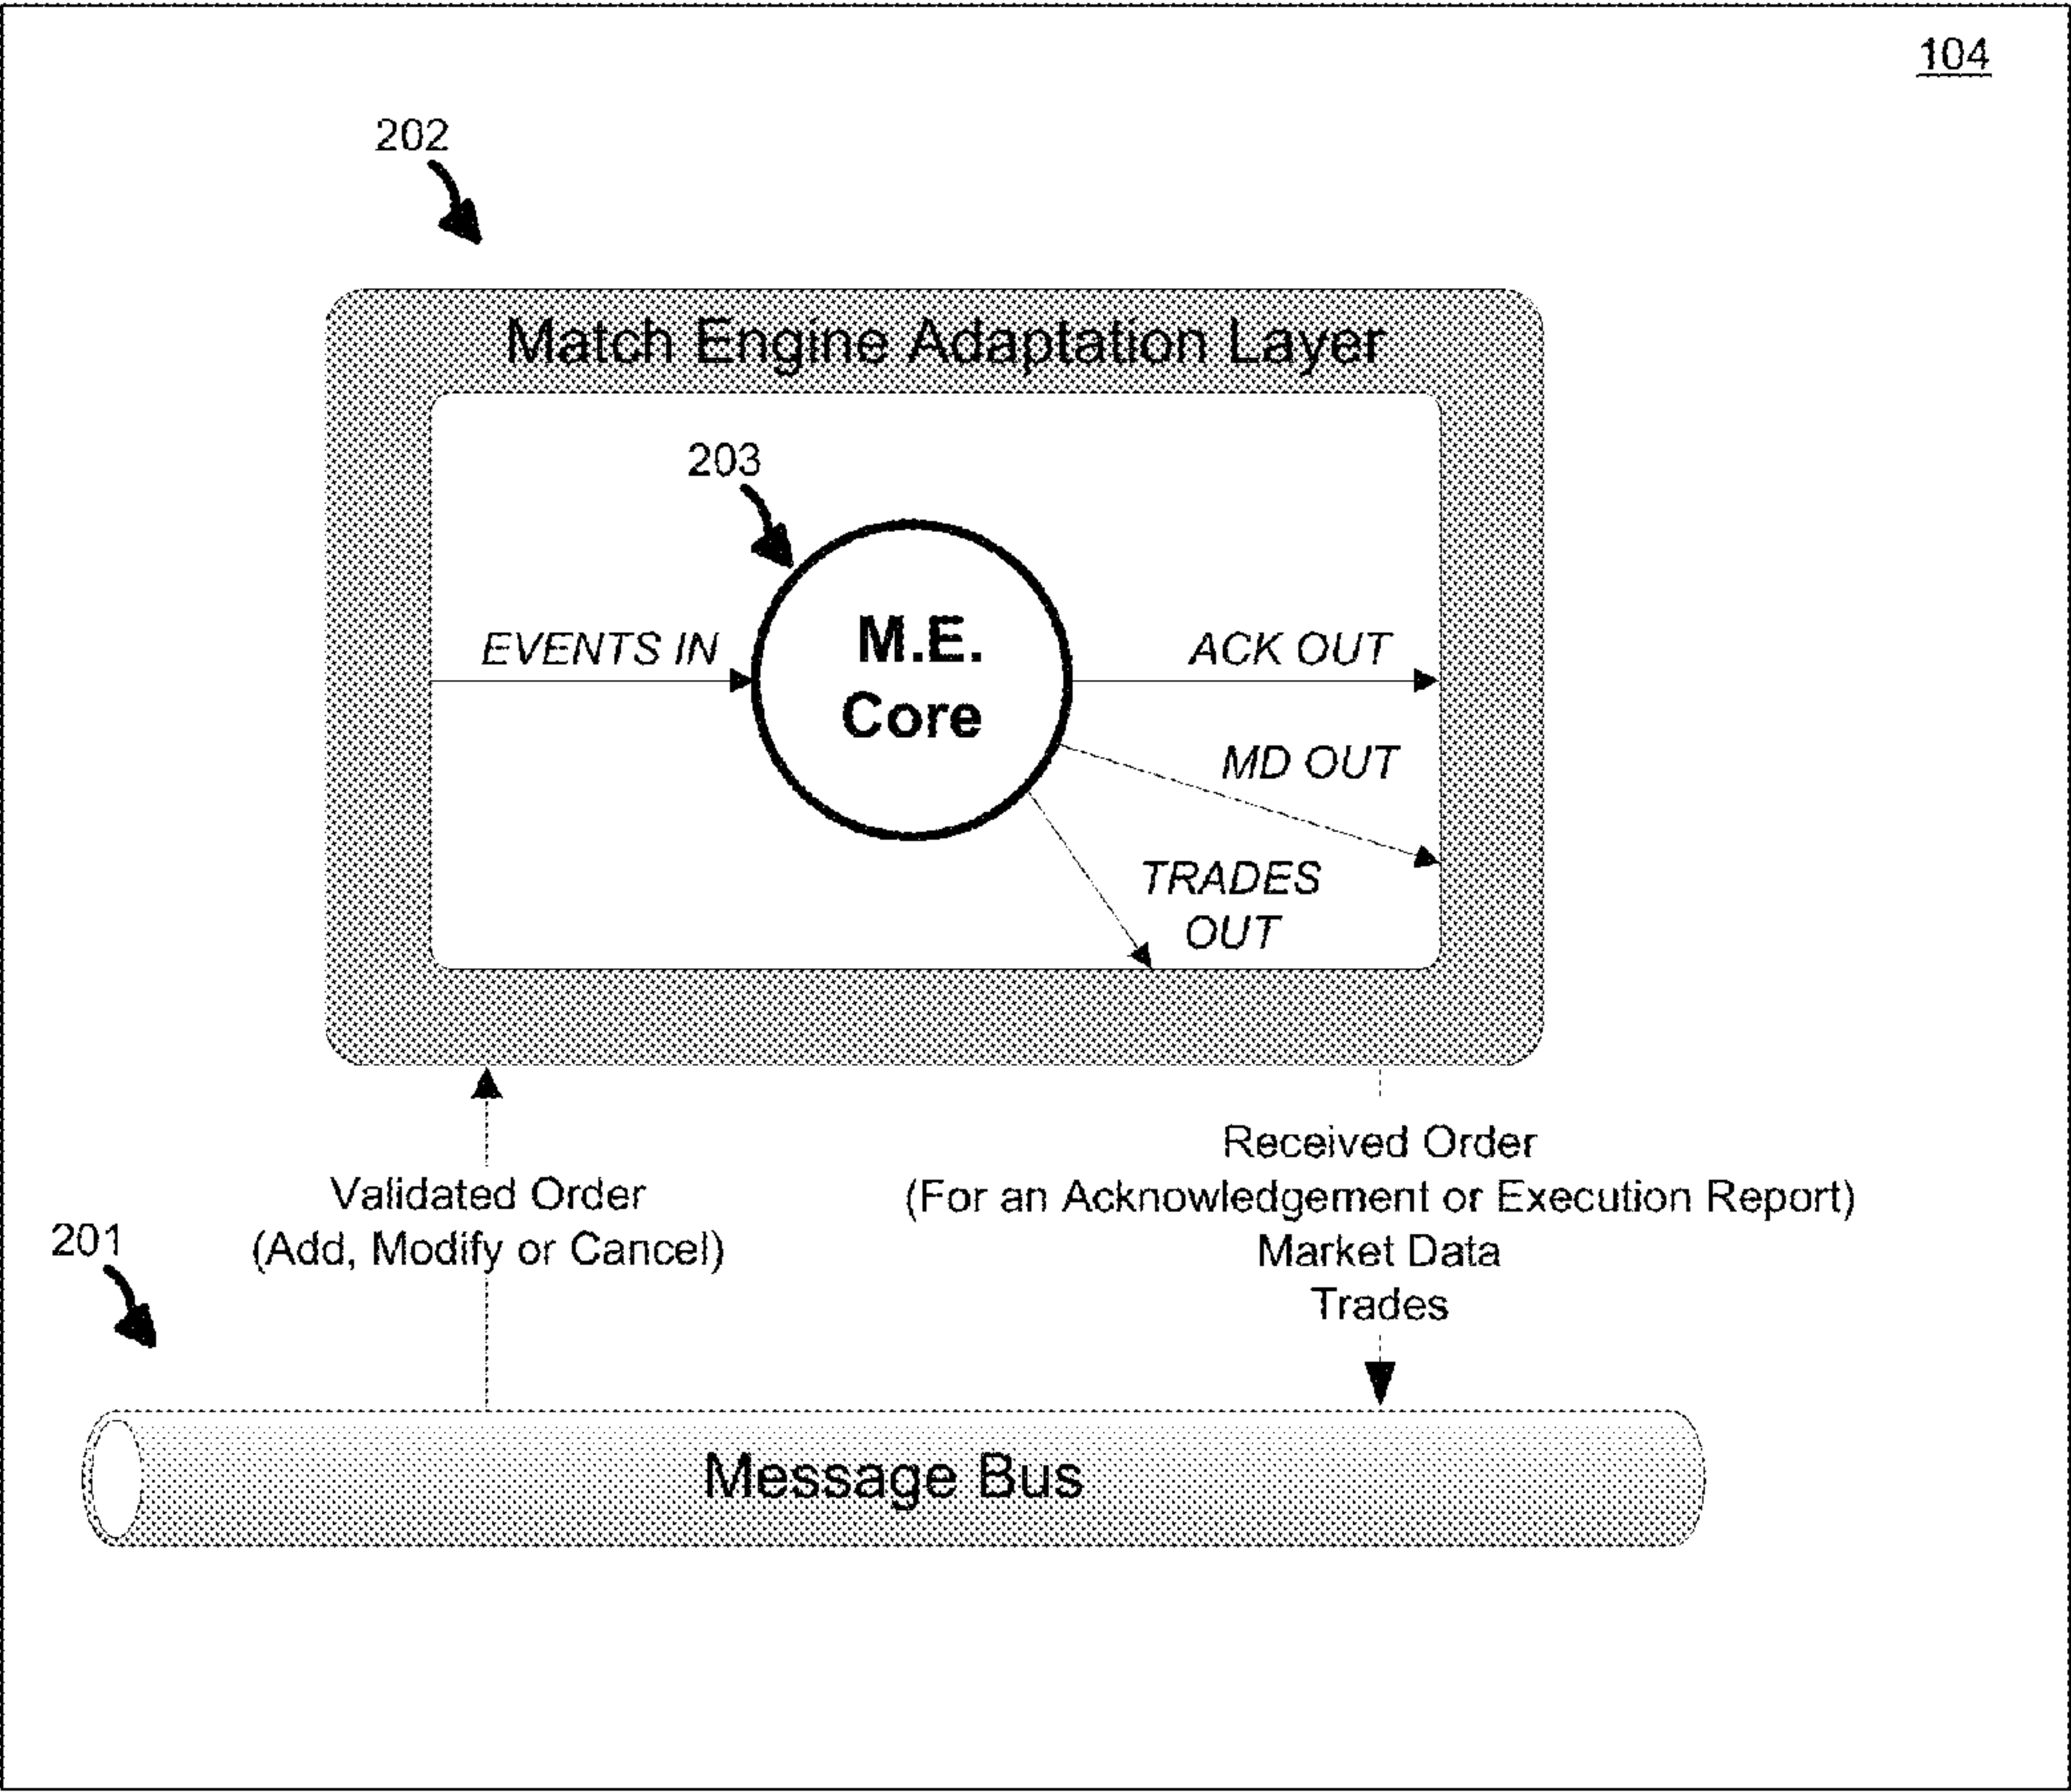 104
202
Match Engine Adaptation Layer
203
EVENTS IN
M.E.
Core
ACK OUT
MD OUT
TRADES
OUT
Validated Order
(Add, Modify or Cancel)
Received Order
(For an Acknowledgement or Execution Report)
Market Data
Trades
201
Message Bus